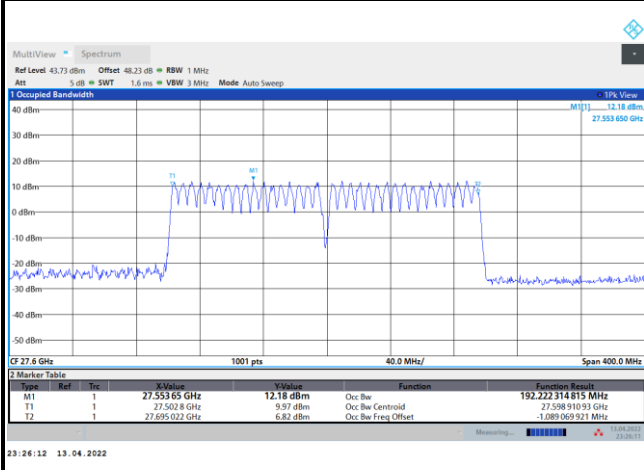 MultiView Spectrum
Ref Level 43.73 dBm Offset 48.23 dB RBW 1 MHz
Att 5 dB SWT 1.6 ms VBW 3 MHz Mode Auto Sweep
1 Occupied Bandwidth 1Pk View
M1[1] 12.18 dBm
27.553 650 GHz
40 dBm
30 dBm
20 dBm
M1
T1
T2
10 dBm
0 dBm
-10 dBm
-20 dBm
-30 dBm
-40 dBm
-50 dBm
CF 27.6 GHz 1001 pts 40.0 MHz/ Span 400.0 MHz
2 Marker Table
Type Ref Trc X-Value Y-Value Function Function Result
M1 1 27.553 65 GHz 12.18 dBm Occ Bw 192.222 314 815 MHz
T1 1 27.502 8 GHz 9.97 dBm Occ Bw Centroid 27.598 910 93 GHz
T2 1 27.695 022 GHz 6.82 dBm Occ Bw Freq Offset -1.089 069 921 MHz
Measuring... 13.04.2022
23:26:11
23:26:12 13.04.2022